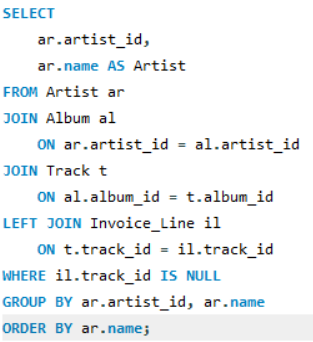 SELECT
    ar.artist_id,
    ar.name AS Artist
FROM Artist ar
JOIN Album al
    ON ar.artist_id = al.artist_id
JOIN Track t
    ON al.album_id = t.album_id
LEFT JOIN Invoice_Line il
    ON t.track_id = il.track_id
WHERE il.track_id IS NULL
GROUP BY ar.artist_id, ar.name
ORDER BY ar.name;